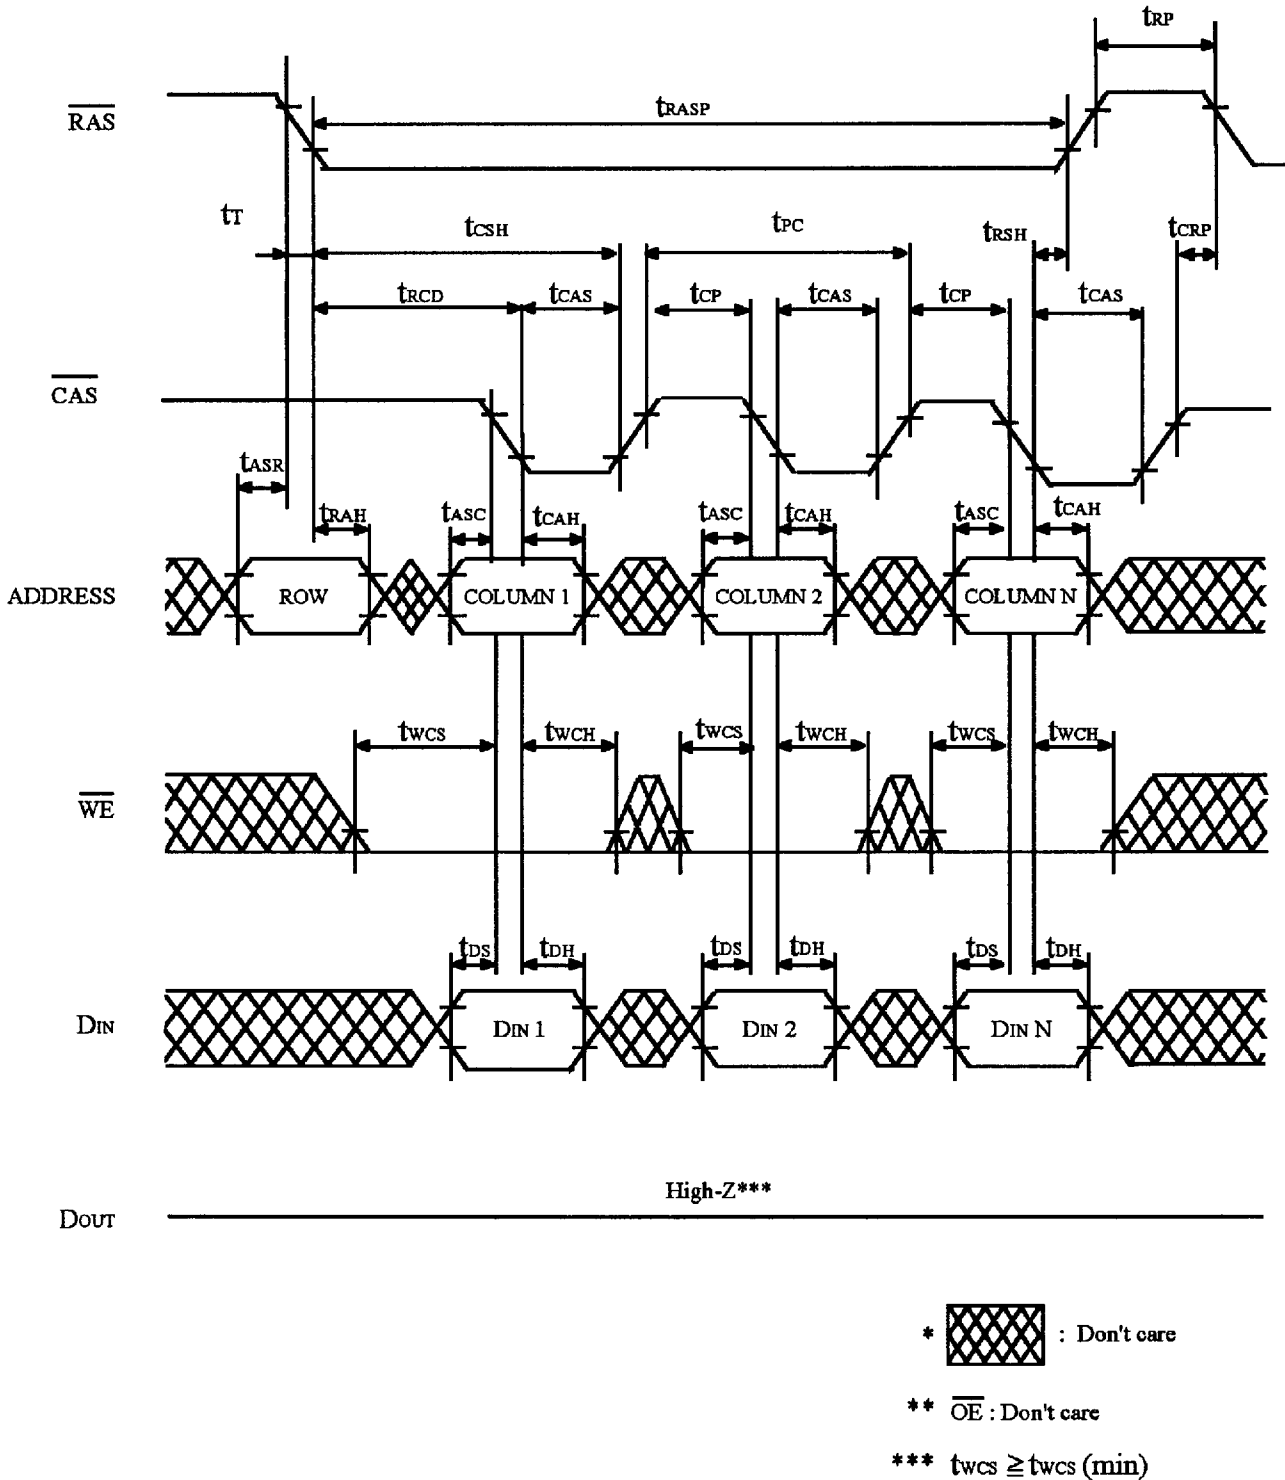 tRP
RAS
tRASP
tT
tCSH
tPC
tRSH
tCRP
tRCD
tCAS
tCP
tCAS
tCP
tCAS
CAS
tASR
tRAH
tASC
tCAH
tASC
tCAH
tASC
tCAH
ADDRESS
ROW
COLUMN 1
COLUMN 2
COLUMN N
tWCS
tWCH
tWCS
tWCH
tWCS
tWCH
WE
tDS
tDH
tDS
tDH
tDS
tDH
DIN
DIN 1
DIN 2
DIN N
High-Z***
DOUT
* : Don't care
** OE : Don't care
*** twcs ≧ twcs (min)